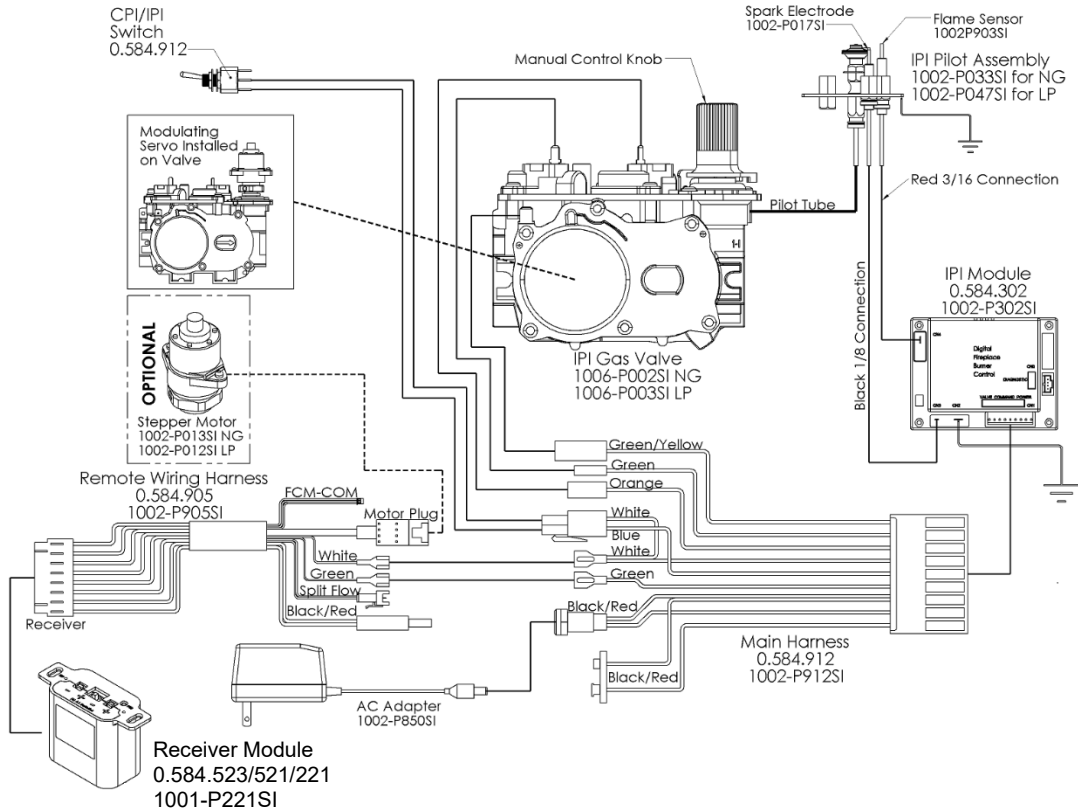 CPI/IPI
Switch
0.584.912
Spark Electrode
1002-P017SI
Flame Sensor
1002P903SI
IPI Pilot Assembly
1002-P033SI for NG
1002-P047SI for LP
Manual Control Knob
Modulating
Servo Installed
on Valve
Red 3/16 Connection
Pilot Tube
IPI Module
0.584.302
1002-P302SI
Black 1/8 Connection
Digital
Fireplace
Burner
Control
DIAGNOSTIC
VALVE COMMAND POWER
OPTIONAL
Stepper Motor
1002-P013SI NG
1002-P012SI LP
IPI Gas Valve
1006-P002SI NG
1006-P003SI LP
Green/Yellow
Green
Orange
White
Blue
White
Green
Black/Red
Black/Red
Remote Wiring Harness
0.584.905
1002-P905SI
FCM-COM
Motor Plug
White
Green
Split Flow
Black/Red
Receiver
Main Harness
0.584.912
1002-P912SI
AC Adapter
1002-P850SI
Receiver Module
0.584.523/521/221
1001-P221SI